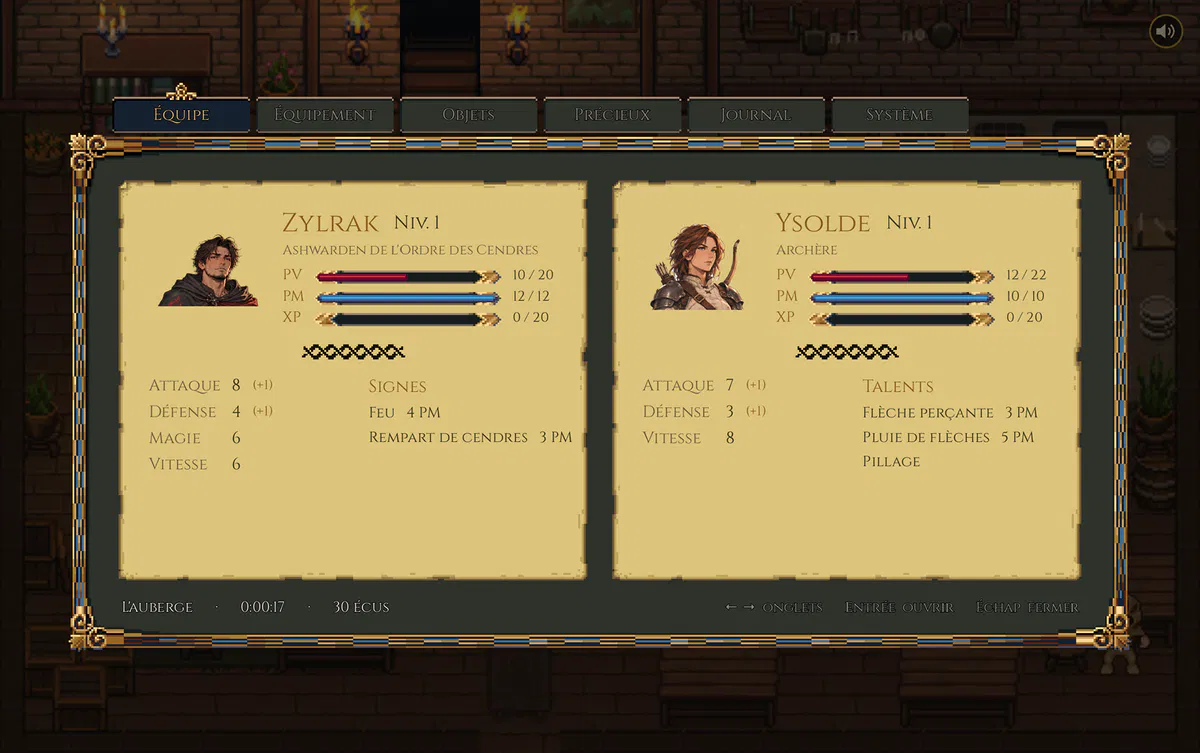 Équipe
Équipement
Objets
Précieux
Journal
Système
Zylrak Niv. 1
Ashwarden de l'Ordre des Cendres
PV 10 / 20
PM 12 / 12
XP 0 / 20
Attaque 8 (+1)
Défense 4 (+1)
Magie 6
Vitesse 6
Signes
Feu 4 PM
Rempart de cendres 3 PM
Ysolde Niv. 1
Archère
PV 12 / 22
PM 10 / 10
XP 0 / 20
Attaque 7 (+1)
Défense 3 (+1)
Vitesse 8
Talents
Flèche perçante 3 PM
Pluie de flèches 5 PM
Pillage
L'auberge · 0:00:17 · 30 écus
← → onglets Entrée ouvrir Échap fermer